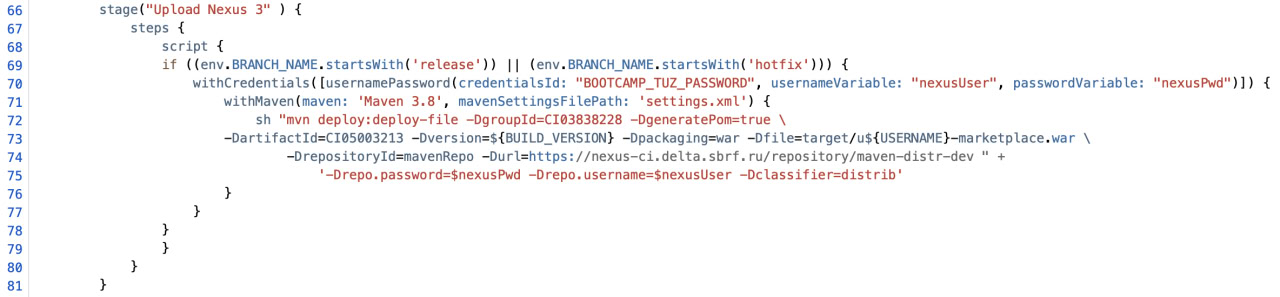 66 stage("Upload Nexus 3" ) {
67 steps {
68 script {
69 if ((env.BRANCH_NAME.startsWith('release')) || (env.BRANCH_NAME.startsWith('hotfix'))) {
70 withCredentials([usernamePassword(credentialsId: "BOOTCAMP_TUZ_PASSWORD", usernameVariable: "nexusUser", passwordVariable: "nexusPwd")]) {
71 withMaven(maven: 'Maven 3.8', mavenSettingsFilePath: 'settings.xml') {
72 sh "mvn deploy:deploy-file -DgroupId=CI03838228 -DgeneratePom=true \
73 -DartifactId=CI05003213 -Dversion=${BUILD_VERSION} -Dpackaging=war -Dfile=target/u${USERNAME}-marketplace.war \
74 -DrepositoryId=mavenRepo -Durl=https://nexus-ci.delta.sbrf.ru/repository/maven-distr-dev " +
75 '-Drepo.password=$nexusPwd -Drepo.username=$nexusUser -Dclassifier=distrib'
76 }
77 }
78 }
79 }
80 }
81 }